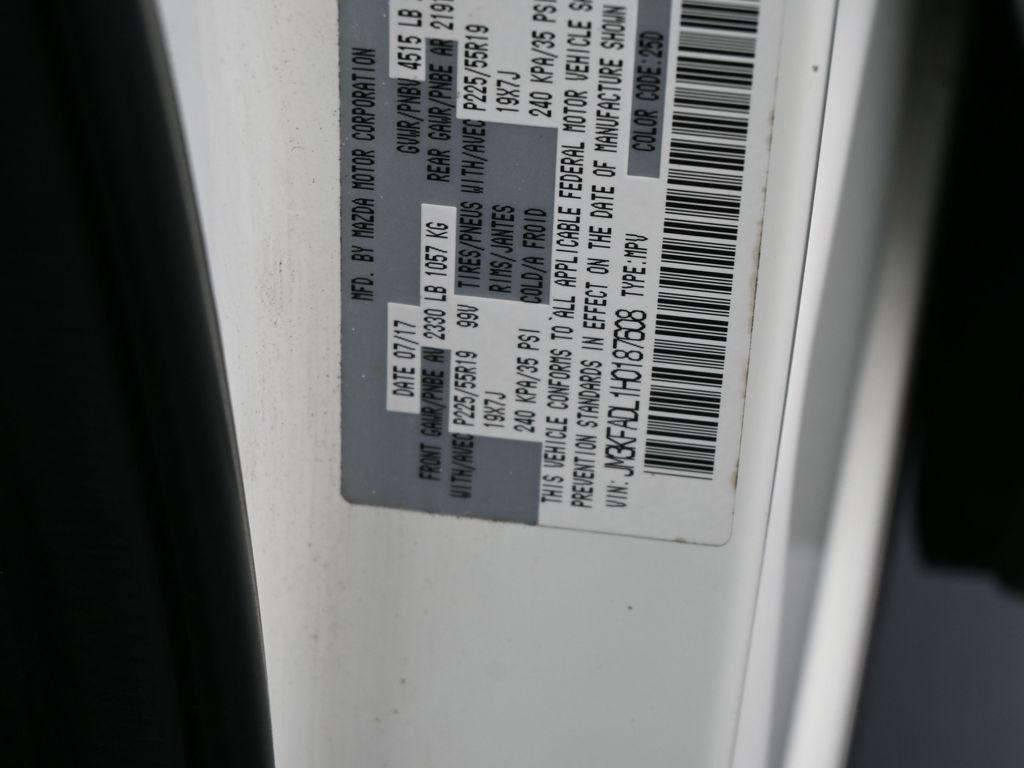 MFD. BY MAZDA MOTOR CORPORATION
DATE 07/17 GVWR/PNBV 4515 LB
FRONT GAWR/PNBE AV 2330 LB 1057 KG REAR GAWR/PNBE AR 2191
WITH/AVEC P225/55R19 99V TIRES/PNEUS WITH/AVEC P225/55R19
19X7J RIMS/JANTES 19X7J
240 KPA/35 PSI COLD/A FROID 240 KPA/35 PSI
THIS VEHICLE CONFORMS TO ALL APPLICABLE FEDERAL MOTOR VEHICLE
PREVENTION STANDARDS IN EFFECT ON THE DATE OF MANUFACTURE SHOWN
VIN: JM3KFADL1H0187608 TYPE:MPV COLOR CODE:25D